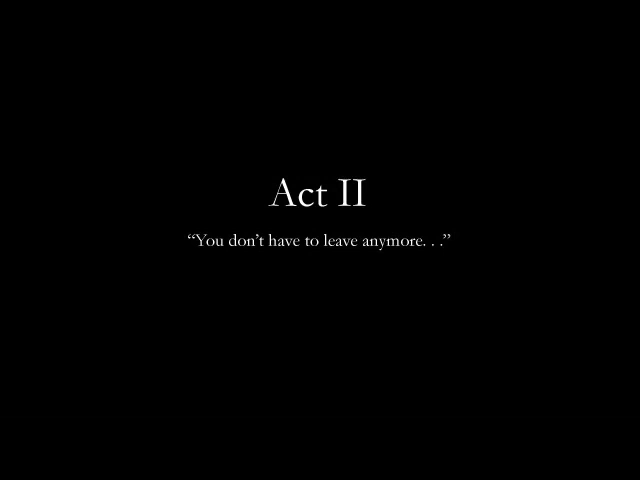 Act II
“You don’t have to leave anymore. . .”